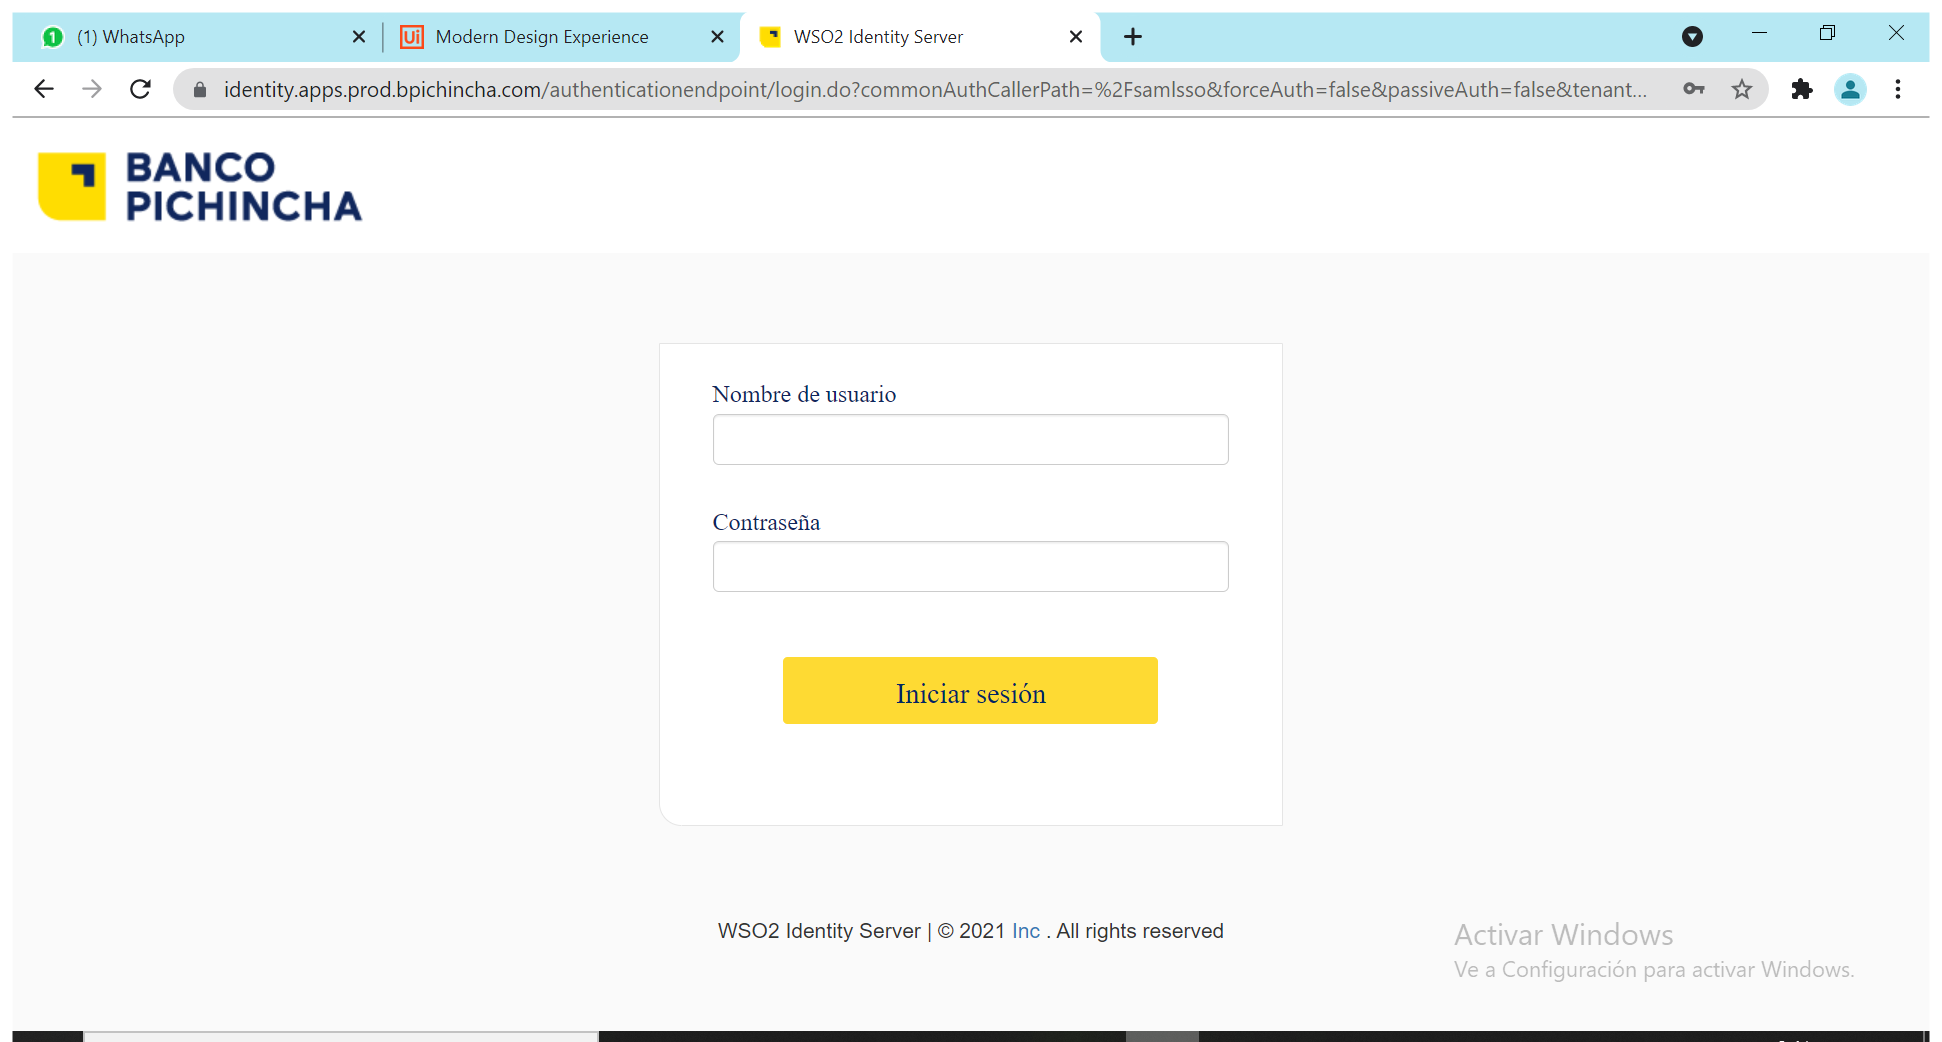 1 (1) WhatsApp
Ui Modern Design Experience
WSO2 Identity Server
identity.apps.prod.bpichincha.com/authenticationendpoint/login.do?commonAuthCallerPath=%2Fsamlsso&forceAuth=false&passiveAuth=false&tenant...
BANCO
PICHINCHA
Nombre de usuario
Contraseña
Iniciar sesión
WSO2 Identity Server | © 2021 Inc . All rights reserved
Activar Windows
Ve a Configuración para activar Windows.